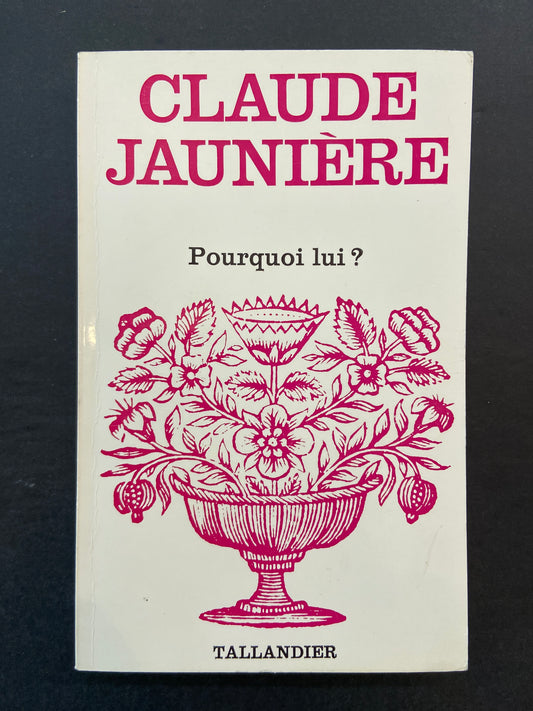 CLAUDE
JAUNIÈRE
Pourquoi lui ?
TALLANDIER